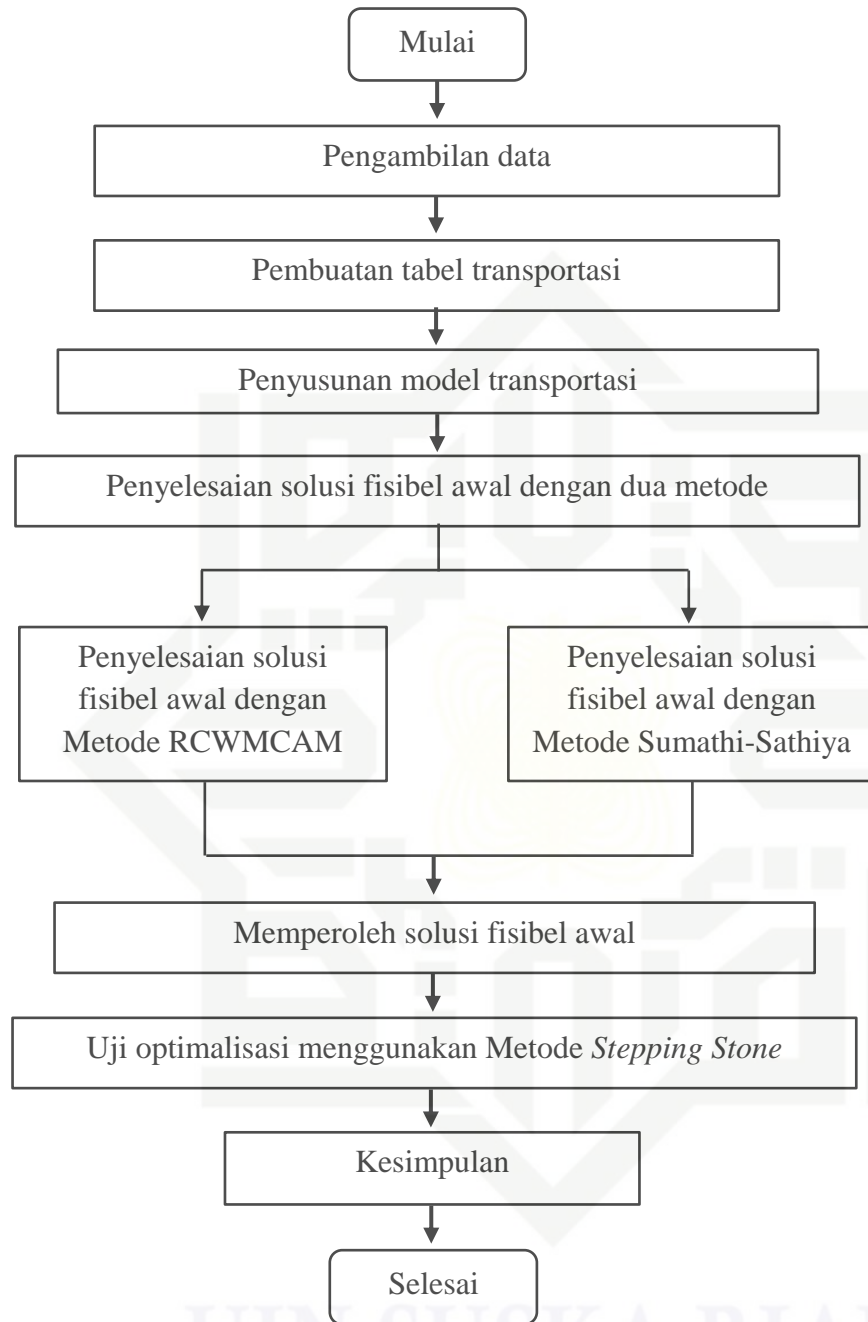 Mulai
Pengambilan data
Pembuatan tabel transportasi
Penyusunan model transportasi
Penyelesaian solusi fisibel awal dengan dua metode
Penyelesaian solusi
fisibel awal dengan
Metode RCWMCAM
Penyelesaian solusi
fisibel awal dengan
Metode Sumathi-Sathiya
Memperoleh solusi fisibel awal
Uji optimalisasi menggunakan Metode Stepping Stone
Kesimpulan
Selesai